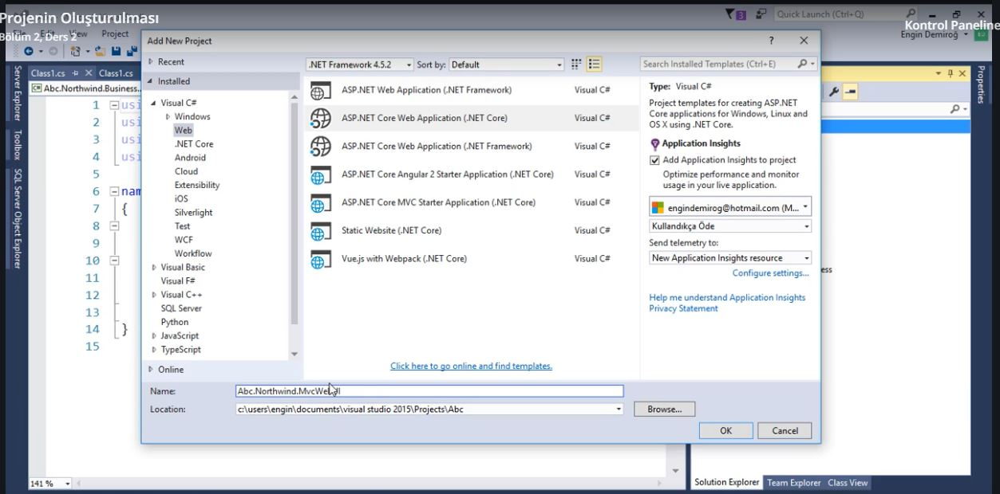 Projenin Oluşturulması
Bölüm 2, Ders 2
Kontrol Paneline
3
Quick Launch (Ctrl+Q)
File Edit View Project
Engin Demiroğ
ED
Server Explorer
Toolbox
SQL Server Object Explorer
Class1.cs
Class1.cs
Abc.Northwind.Business...
1 usi
2 usi
3 usi
4 usi
5
6 nam
7 {
8
9
10
11
12
13
14 }
15
141 %
Add New Project
?
Recent
Installed
Visual C#
Windows
Web
.NET Core
Android
Cloud
Extensibility
iOS
Silverlight
Test
WCF
Workflow
Visual Basic
Visual F#
Visual C++
SQL Server
Python
JavaScript
TypeScript
Online
.NET Framework 4.5.2
Sort by: Default
Search Installed Templates (Ctrl+E)
ASP.NET Web Application (.NET Framework) Visual C#
ASP.NET Core Web Application (.NET Core) Visual C#
ASP.NET Core Web Application (.NET Framework) Visual C#
ASP.NET Core Angular 2 Starter Application (.NET Core) Visual C#
ASP.NET Core MVC Starter Application (.NET Core) Visual C#
Static Website (.NET Core) Visual C#
Vue.js with Webpack (.NET Core) Visual C#
Click here to go online and find templates.
Type: Visual C#
Project templates for creating ASP.NET
Core applications for Windows, Linux and
OS X using .NET Core.
Application Insights
Add Application Insights to project
Optimize performance and monitor
usage in your live application.
engindemirog@hotmail.com (M...
Kullandıkça Öde
Send telemetry to:
New Application Insights resource
Configure settings...
Help me understand Application Insights
Privacy Statement
Name:
Location:
c:\users\engin\documents\visual studio 2015\Projects\Abc
Browse...
OK
Cancel
ess
Properties
Solution Explorer
Team Explorer
Class View